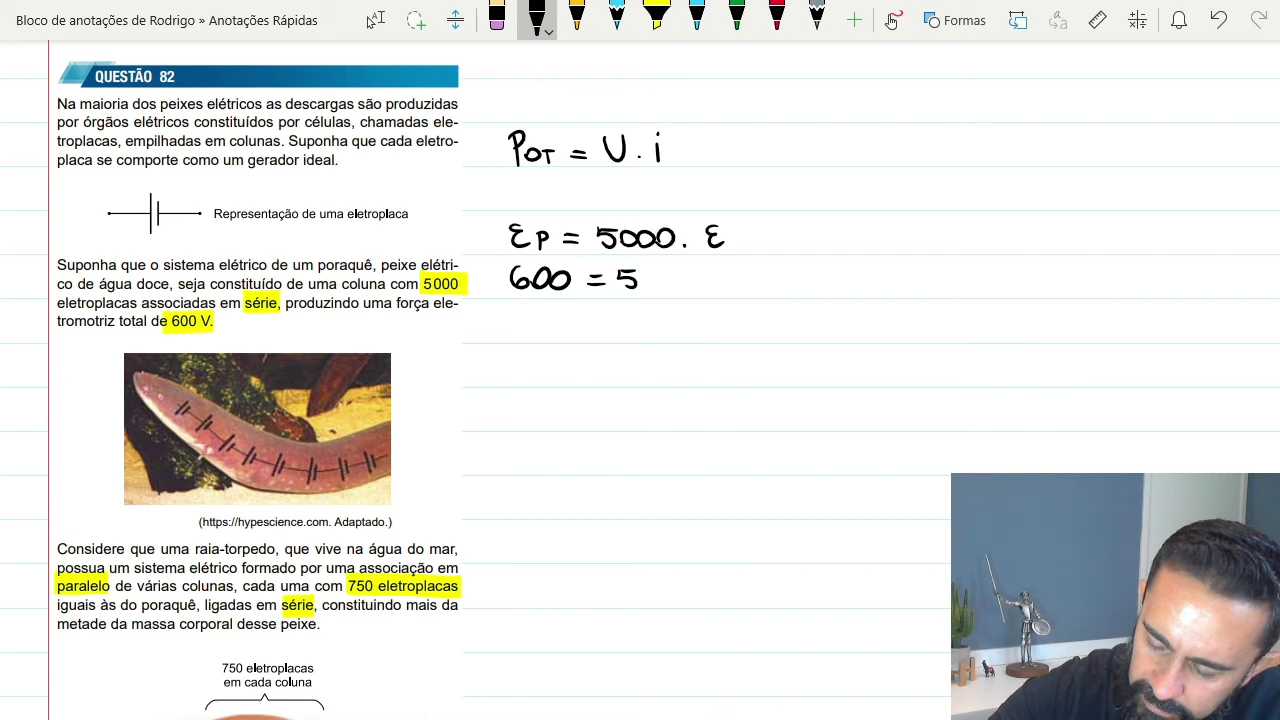 Bloco de anotações de Rodrigo » Anotações Rápidas
Formas
QUESTÃO 82
Na maioria dos peixes elétricos as descargas são produzidas
por órgãos elétricos constituídos por células, chamadas ele-
troplacas, empilhadas em colunas. Suponha que cada eletro-
placa se comporte como um gerador ideal.
Representação de uma eletroplaca
Suponha que o sistema elétrico de um poraquê, peixe elétri-
co de água doce, seja constituído de uma coluna com 5 000
eletroplacas associadas em série, produzindo uma força ele-
tromotriz total de 600 V.
(https://hypescience.com. Adaptado.)
Considere que uma raia-torpedo, que vive na água do mar,
possua um sistema elétrico formado por uma associação em
paralelo de várias colunas, cada uma com 750 eletroplacas
iguais às do poraquê, ligadas em série, constituindo mais da
metade da massa corporal desse peixe.
750 eletroplacas
em cada coluna
POT = U . i
εP = 5000 . ε
600 = 5